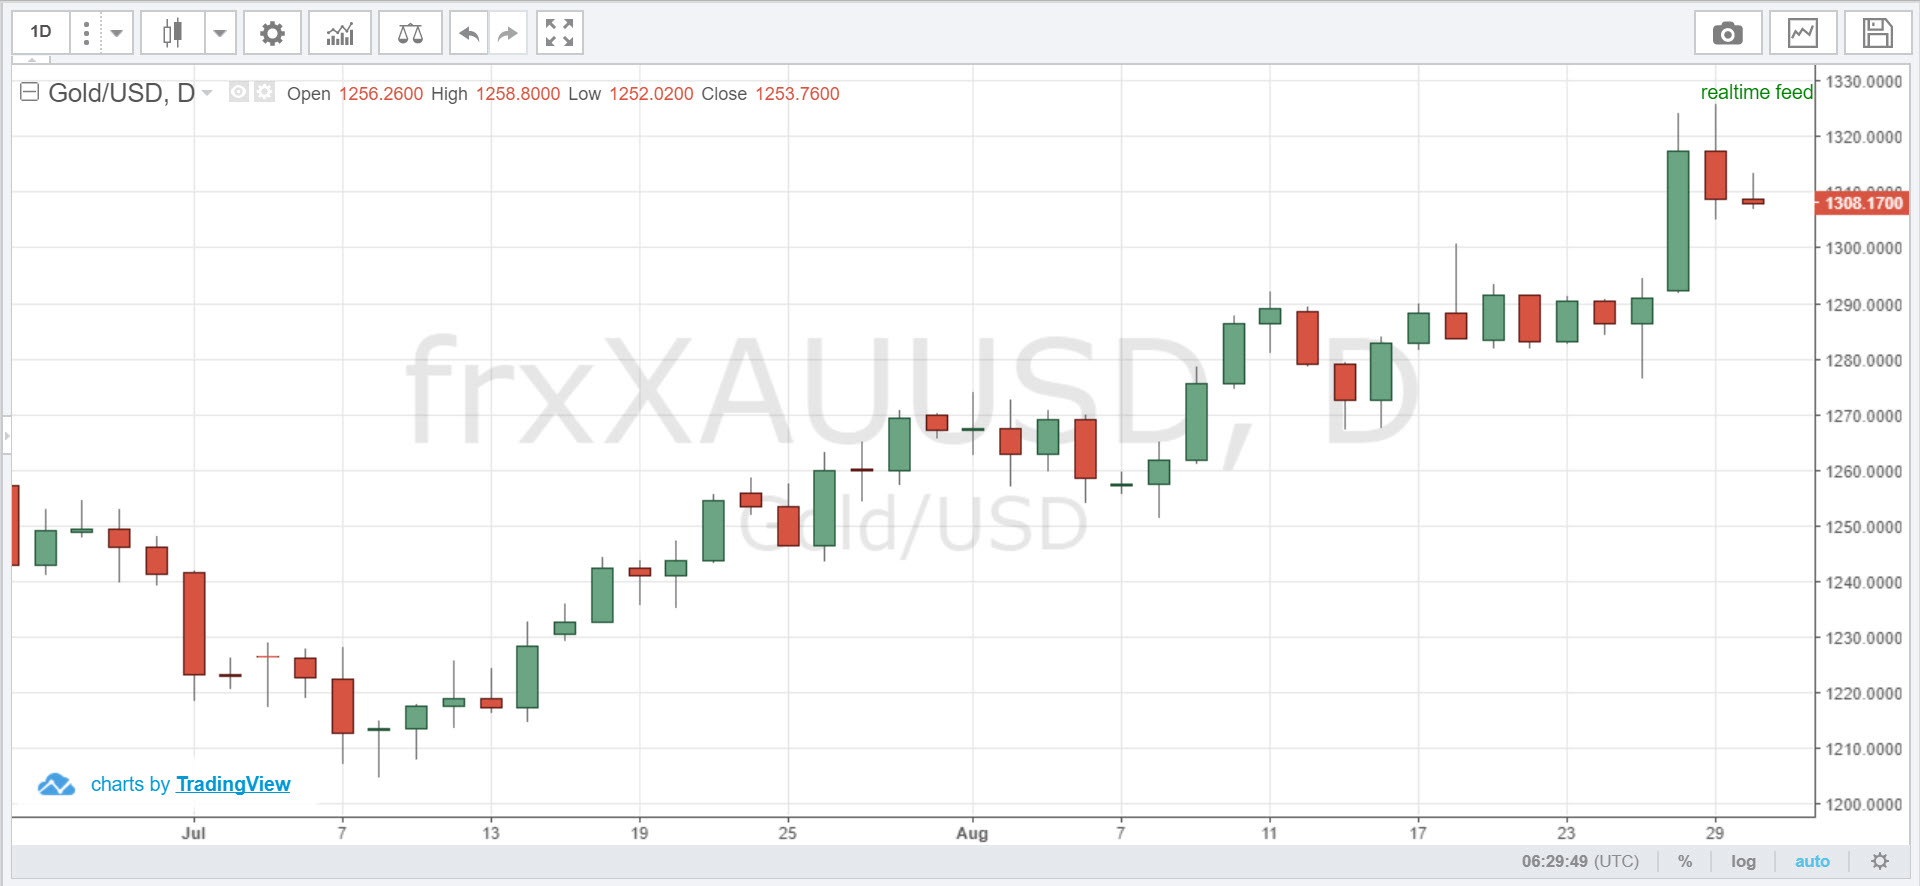 1D
Gold/USD, D Open 1256.2600 High 1258.8000 Low 1252.0200 Close 1253.7600
realtime feed
frxXAUUSD, D
Gold/USD
1330.0000
1320.0000
1310.0000
1308.1700
1300.0000
1290.0000
1280.0000
1270.0000
1260.0000
1250.0000
1240.0000
1230.0000
1220.0000
1210.0000
1200.0000
charts by TradingView
Jul 7 13 19 25 Aug 7 11 17 23 29
06:29:49 (UTC) % log auto